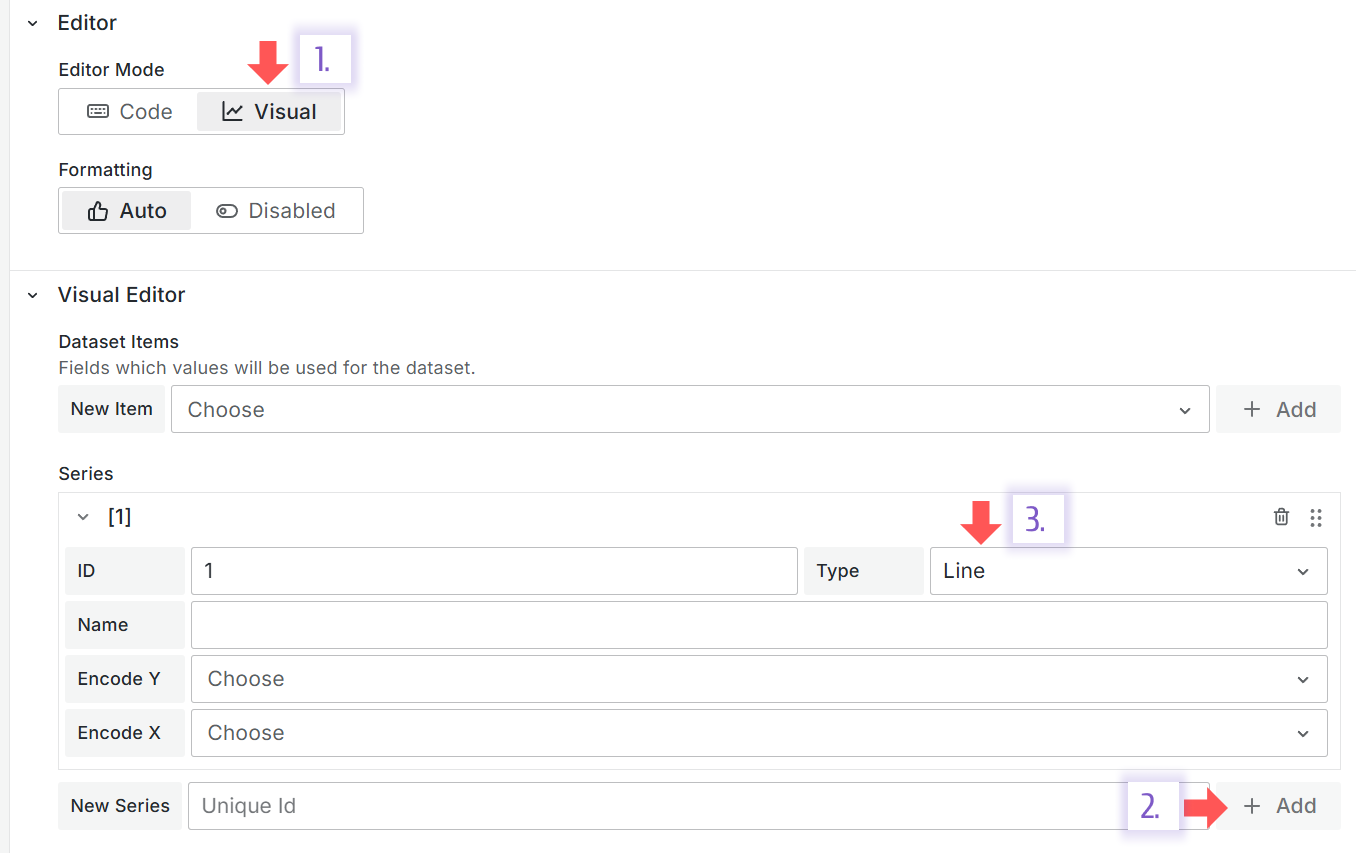 Editor
1.
Editor Mode
Code Visual
Formatting
Auto Disabled
Visual Editor
Dataset Items
Fields which values will be used for the dataset.
New Item Choose + Add
Series
[1] 3.
ID 1 Type Line
Name
Encode Y Choose
Encode X Choose
New Series Unique Id 2. + Add